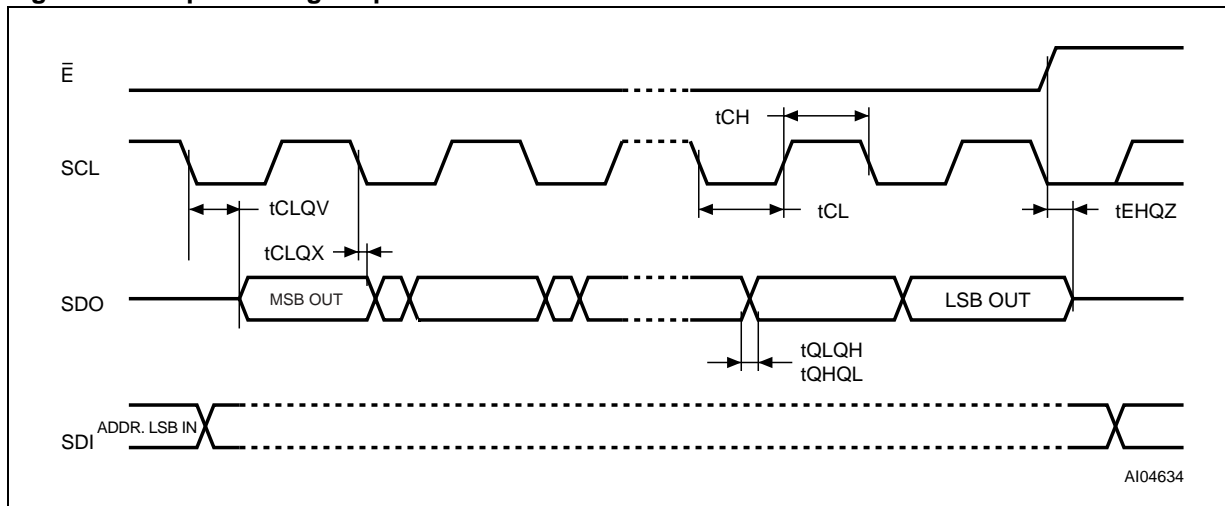 Ē
tCH
SCL
tCLQV
tCL
tEHQZ
tCLQX
SDO
MSB OUT
LSB OUT
tQLQH
tQHQL
ADDR. LSB IN
SDI
AI04634